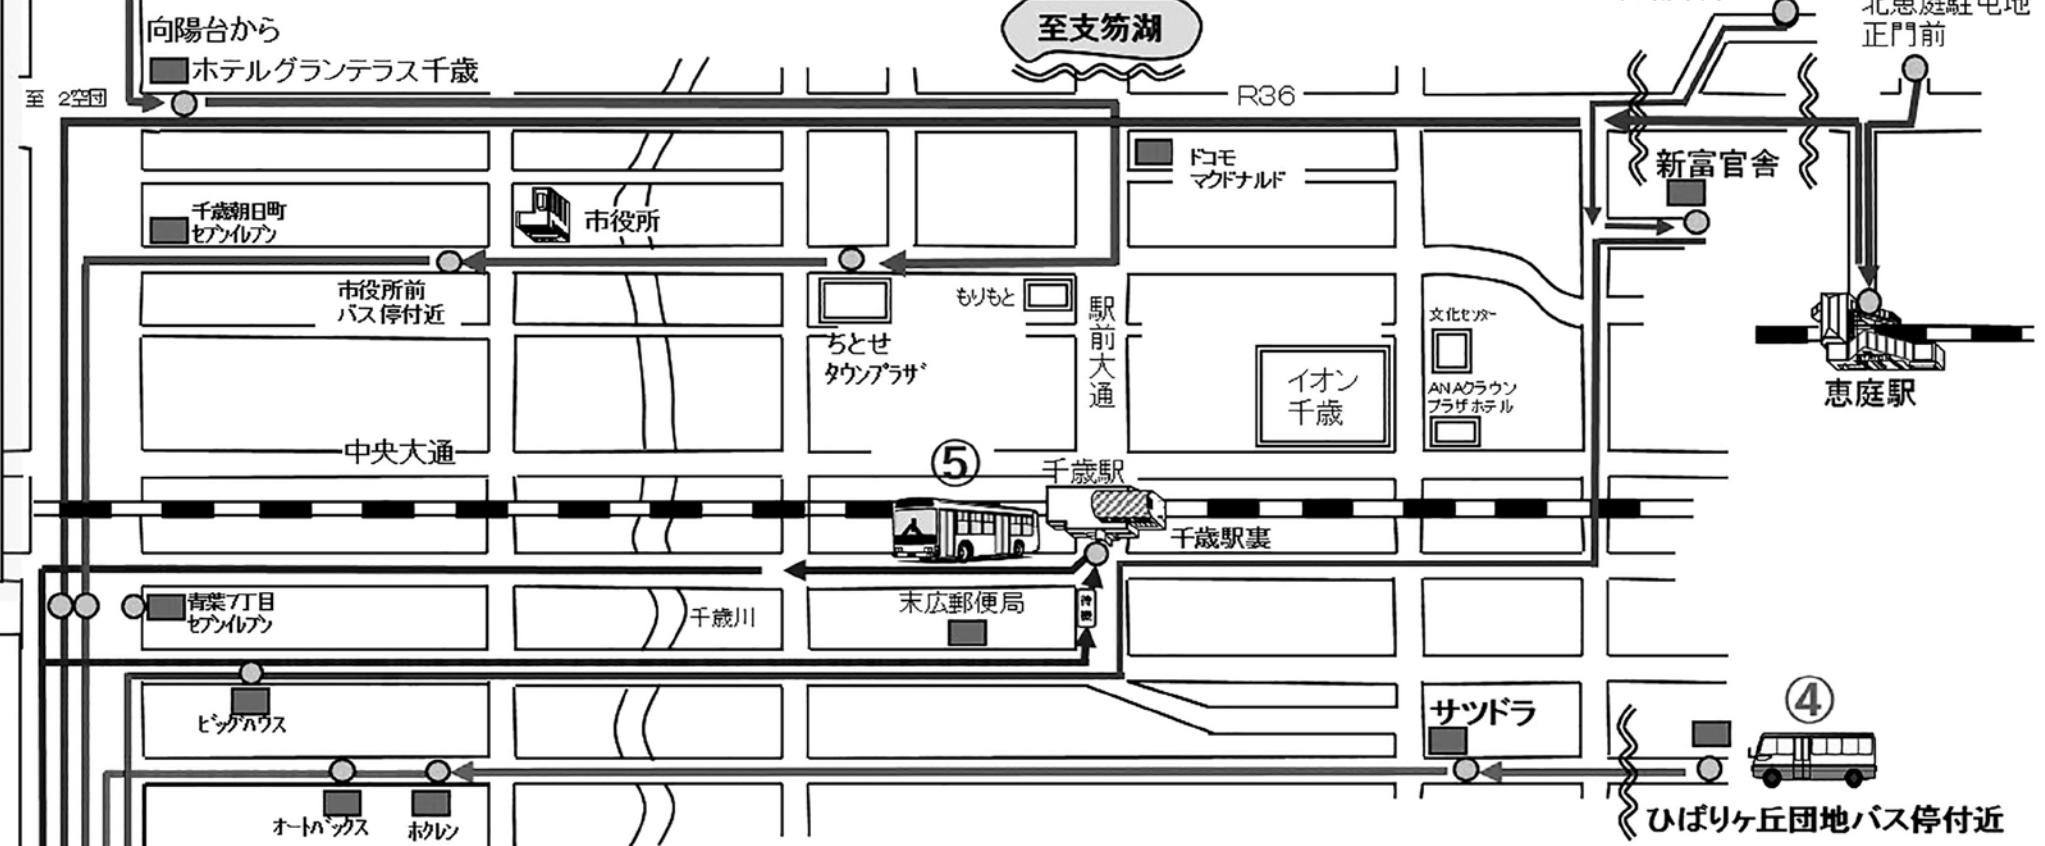 向陽台から
至支笏湖
北恵庭駐屯地
正門前
ホテルグランテラス千歳
至 2空団
R36
ドコモ
マクドナルド
新富官舎
千歳朝日町
セブンイレブン
市役所
市役所前
バス停付近
もりもと
駅前大通
ちとせ
タウンプラザ
文化センター
イオン
千歳
ANAクラウン
プラザホテル
恵庭駅
中央大通
⑤
千歳駅
千歳駅裏
青葉7丁目
セブンイレブン
千歳川
末広郵便局
待機
ビッグハウス
サツドラ
④
オートバックス
ホクレン
ひばりヶ丘団地バス停付近